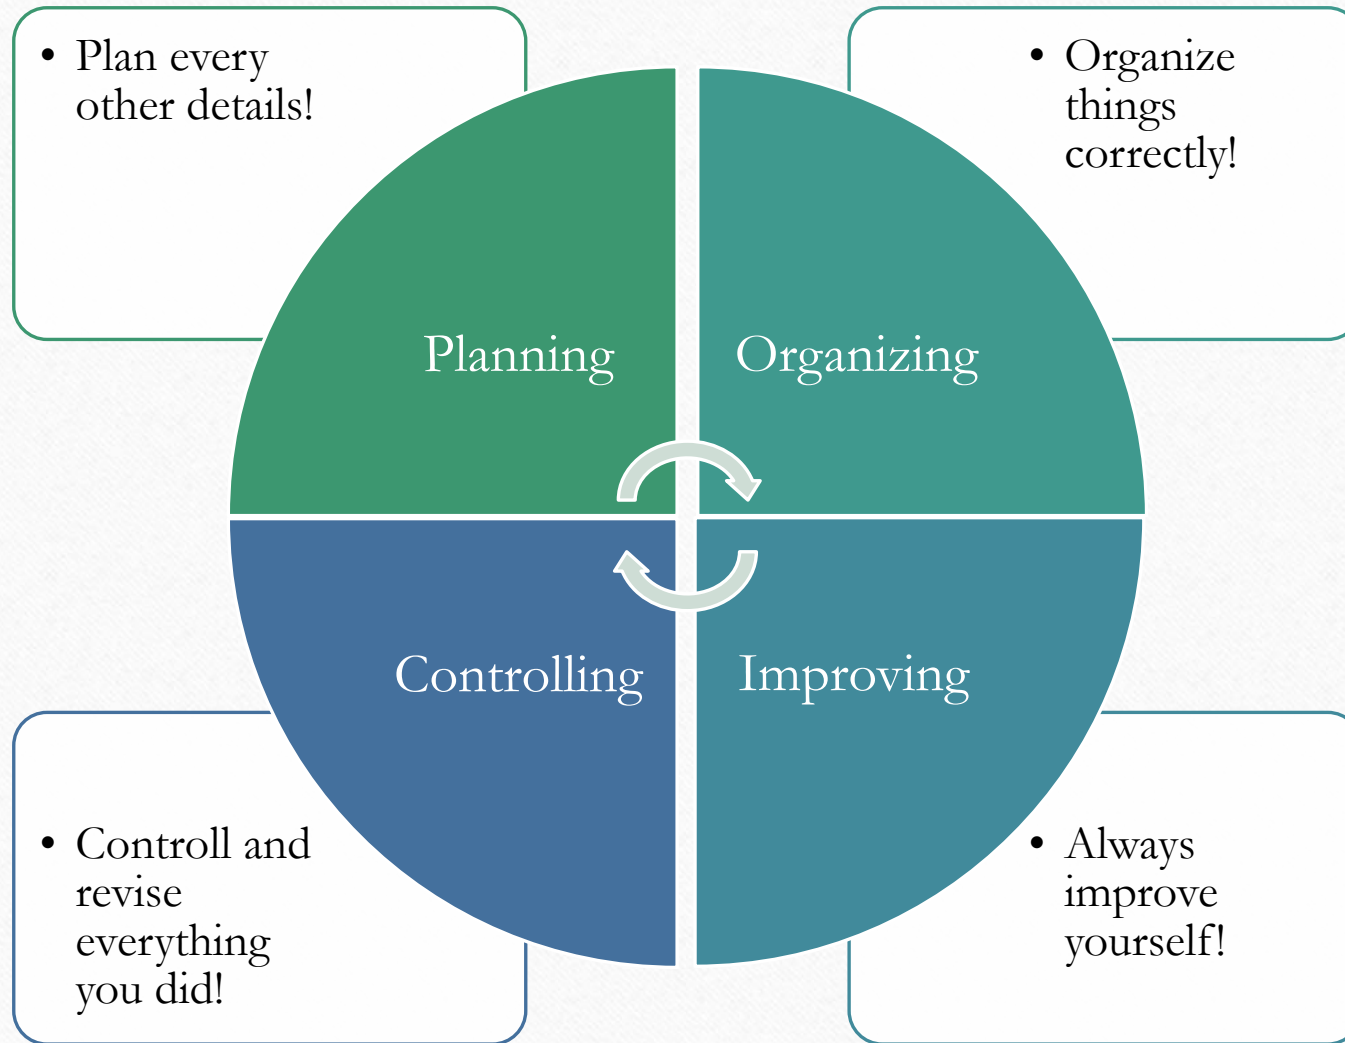 • Plan every
other details!
• Organize
things
correctly!
Planning
Organizing
Controlling
Improving
• Controll and
revise
everything
you did!
• Always
improve
yourself!